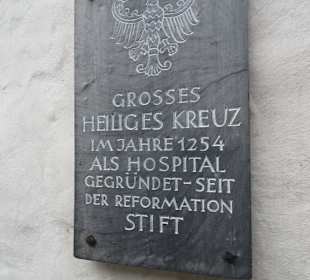 GROSSES
HEILIGES KREUZ
IM JAHRE 1254
ALS HOSPITAL
GEGRÜNDET-SEIT
DER REFORMATION
STIFT